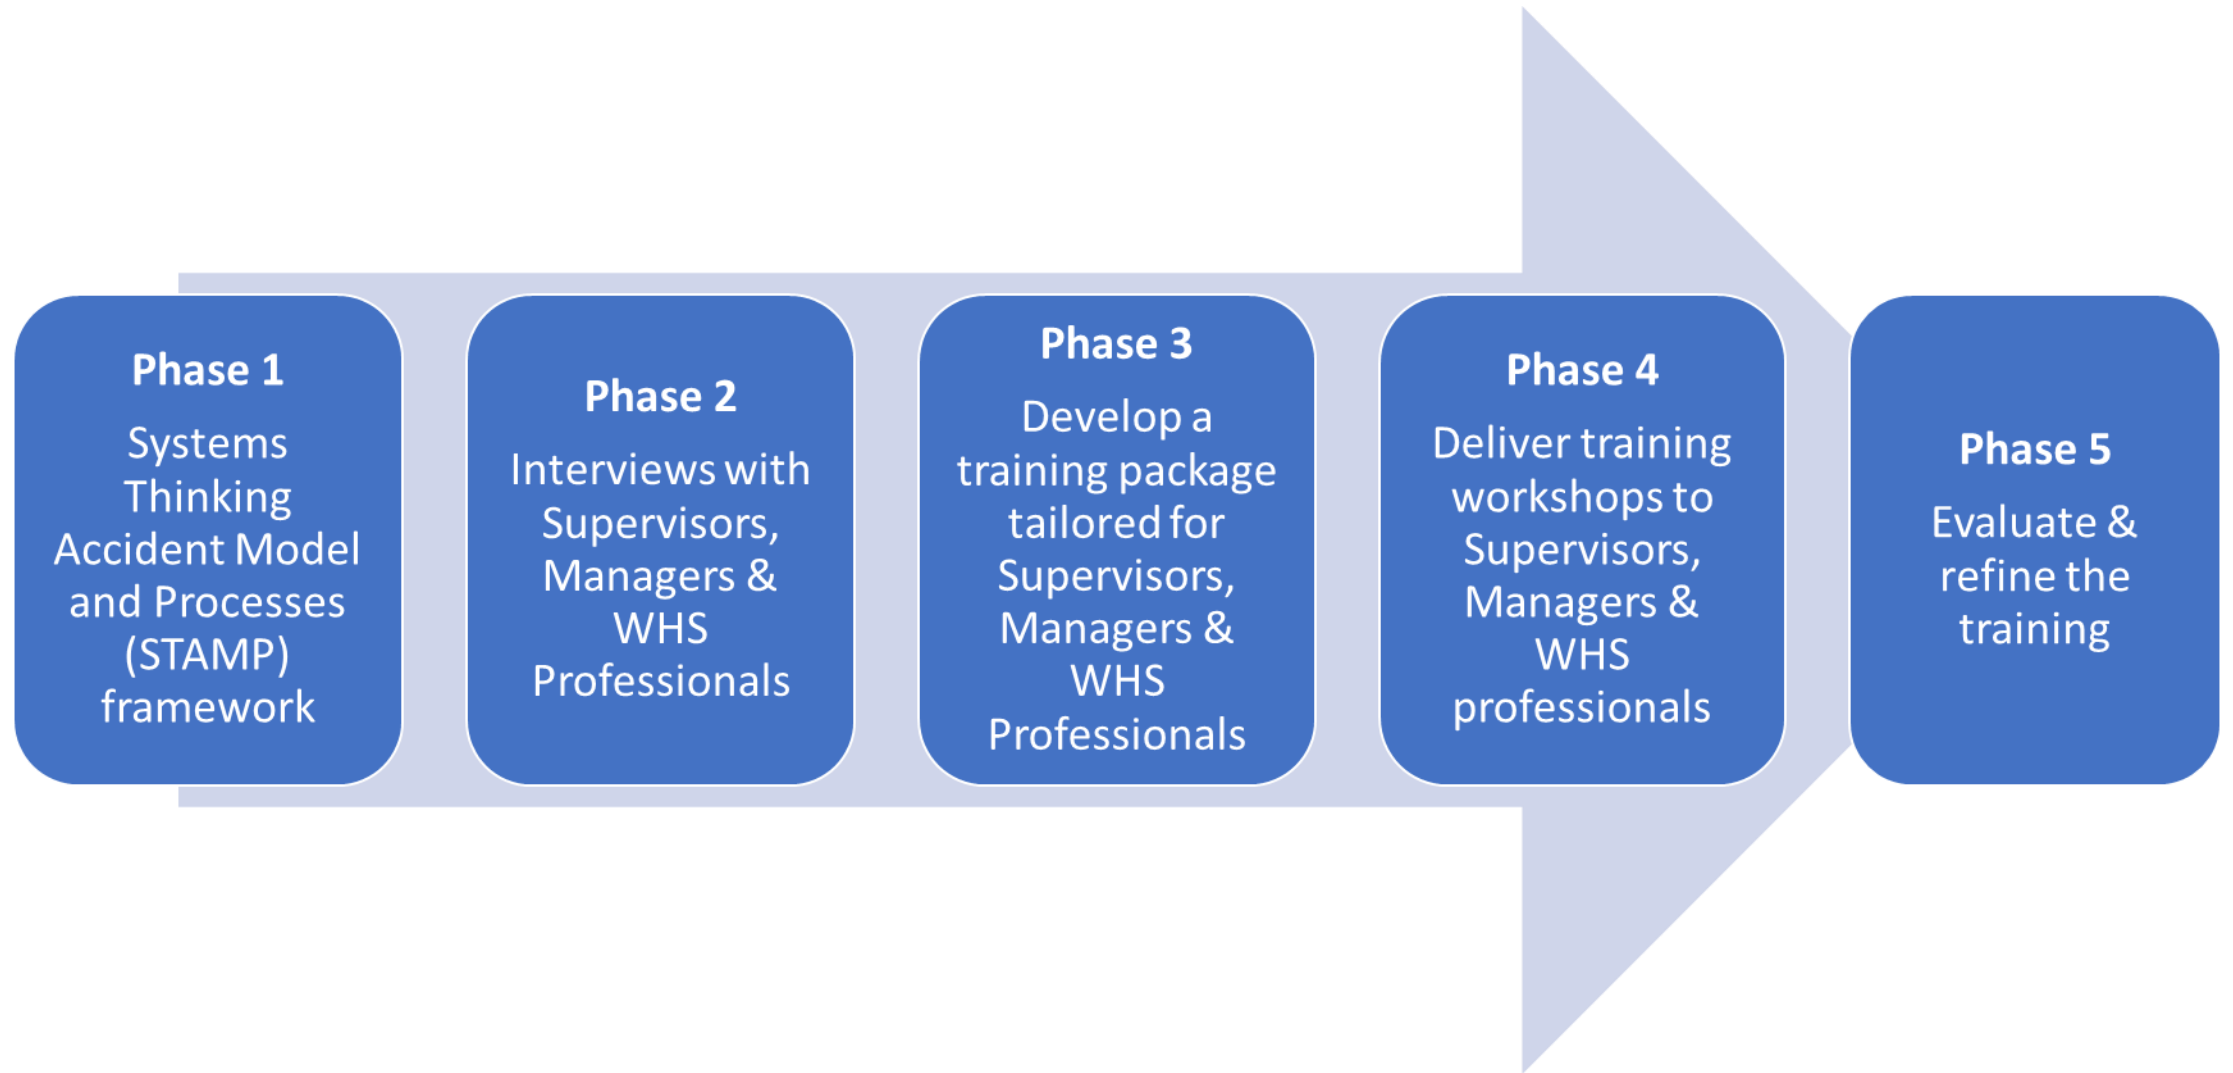 Phase 1
Systems
Thinking
Accident Model
and Processes
(STAMP)
framework
Phase 2
Interviews with
Supervisors,
Managers &
WHS
Professionals
Phase 3
Develop a
training package
tailored for
Supervisors,
Managers &
WHS
Professionals
Phase 4
Deliver training
workshops to
Supervisors,
Managers &
WHS
professionals
Phase 5
Evaluate &
refine the
training